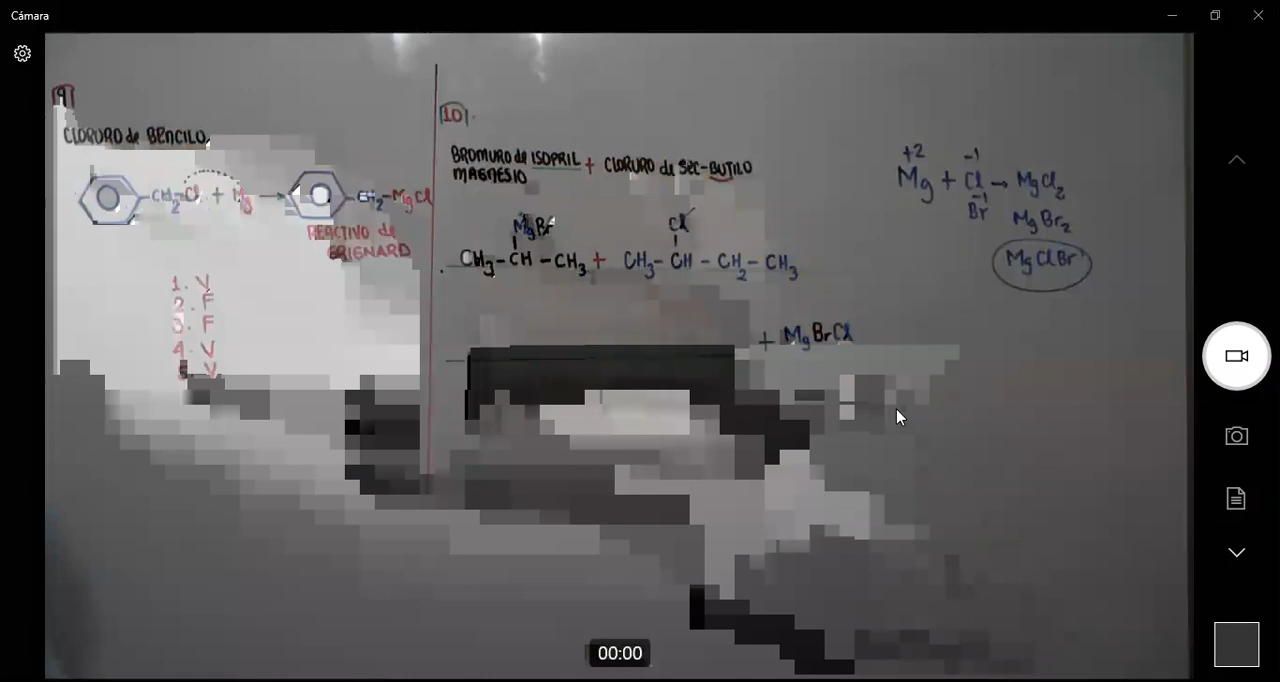 Cámara
9
CLORURO de BENCILO
CH2-Cl + Mg → CH2-MgCl
REACTIVO de
GRIGNARD
1. V
2. F
3. F
4. V
5. V
10
BROMURO de ISOPRIL + CLORURO de SEC-BUTILO
MAGNESIO
MgBr Cl
CH3-CH-CH3 + CH3-CH-CH2-CH3
+ MgBrCl
+2 -1
Mg + Cl → MgCl2
-1
Br MgBr2
MgClBr
00:00